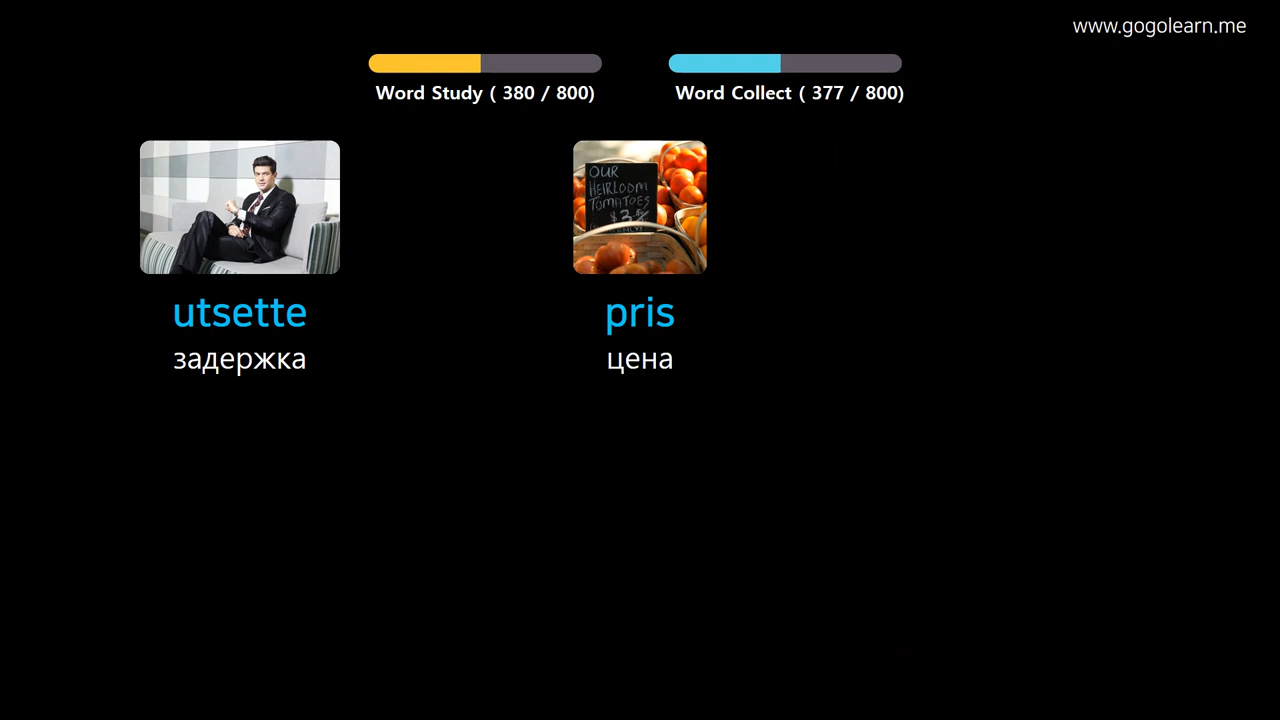 www.gogolearn.me
Word Study ( 380 / 800)
Word Collect ( 377 / 800)
OUR
HEIRLOOM
TOMATOES
utsette
pris
задержка
цена